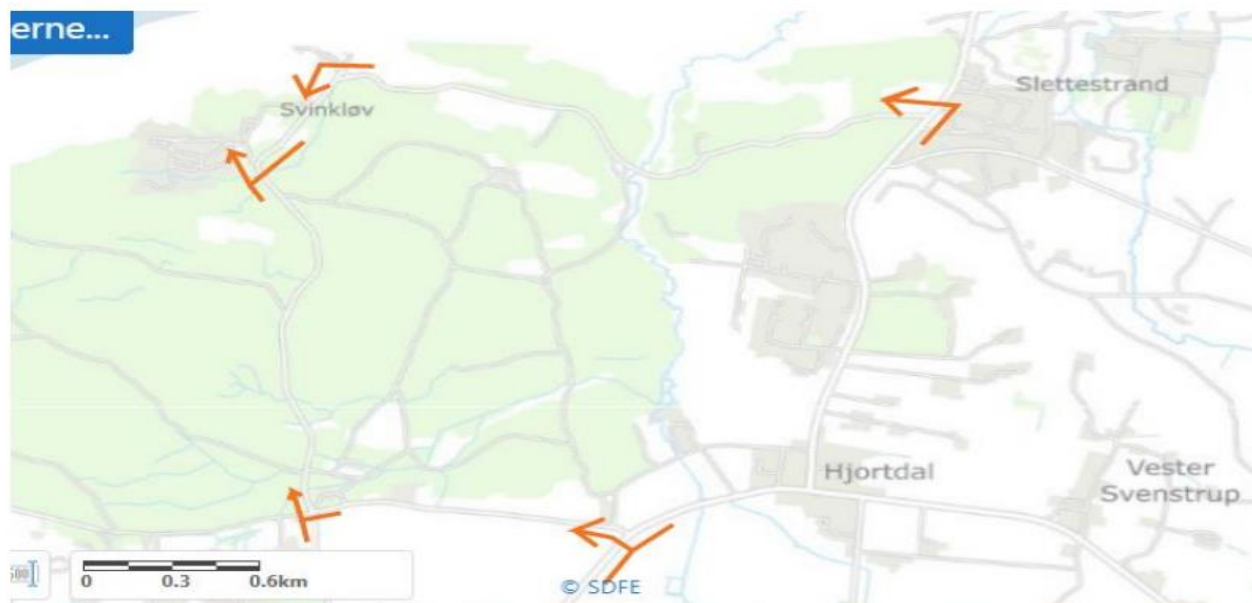 erne...
Slettestrand
Svinkløv
Hjortdal
Vester
Svenstrup
0 0.3 0.6km
© SDFE